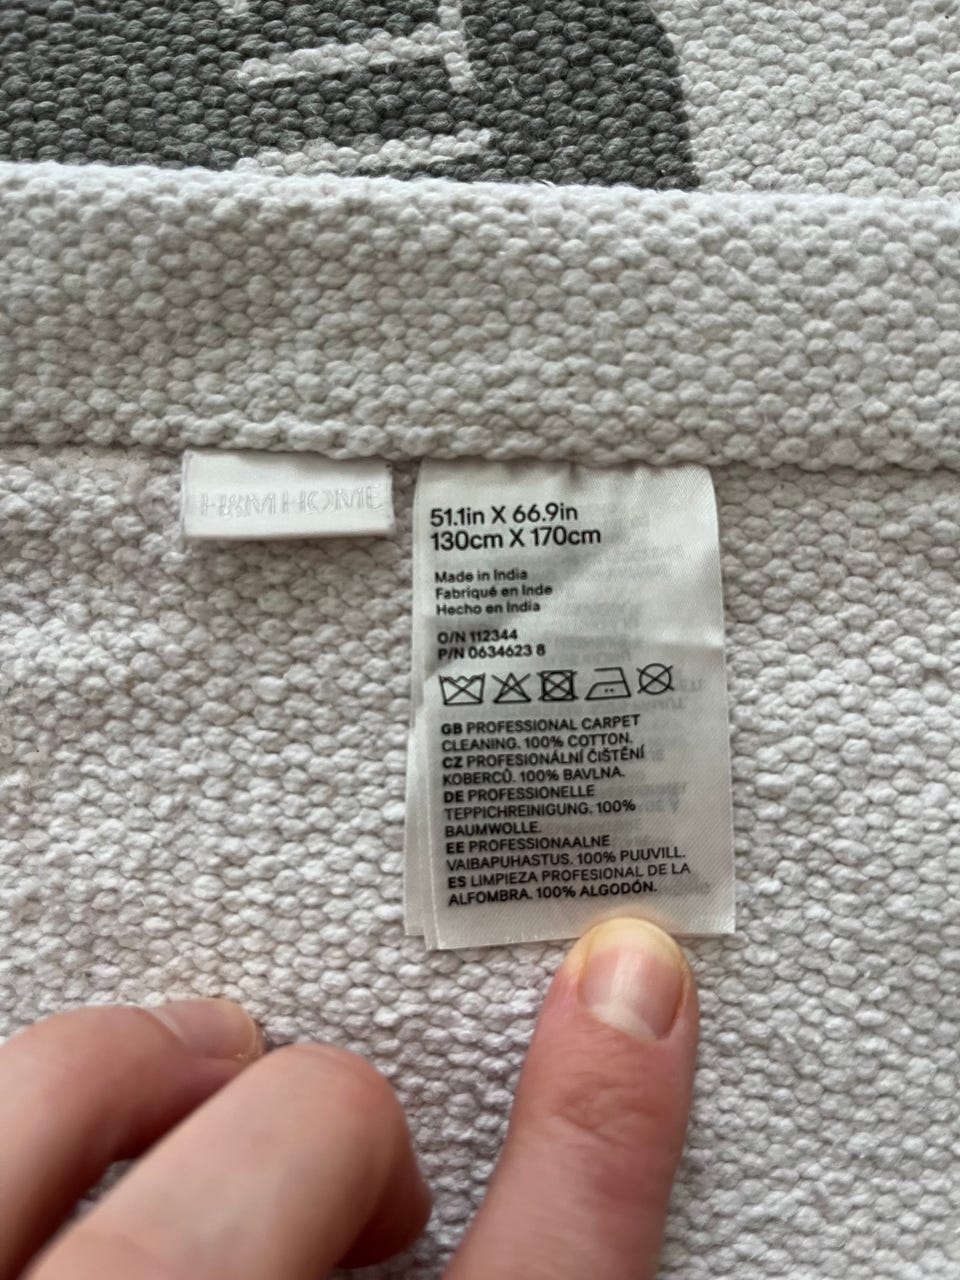 H&M HOME
51.1in X 66.9in
130cm X 170cm
Made in India
Fabriqué en Inde
Hecho en India
O/N 112344
P/N 0634623 8
GB PROFESSIONAL CARPET
CLEANING. 100% COTTON.
CZ PROFESIONÁLNÍ ČIŠTĚNÍ
KOBERCŮ. 100% BAVLNA.
DE PROFESSIONELLE
TEPPICHREINIGUNG. 100%
BAUMWOLLE.
EE PROFESSIONAALNE
VAIBAPUHASTUS. 100% PUUVILL.
ES LIMPIEZA PROFESIONAL DE LA
ALFOMBRA. 100% ALGODÓN.